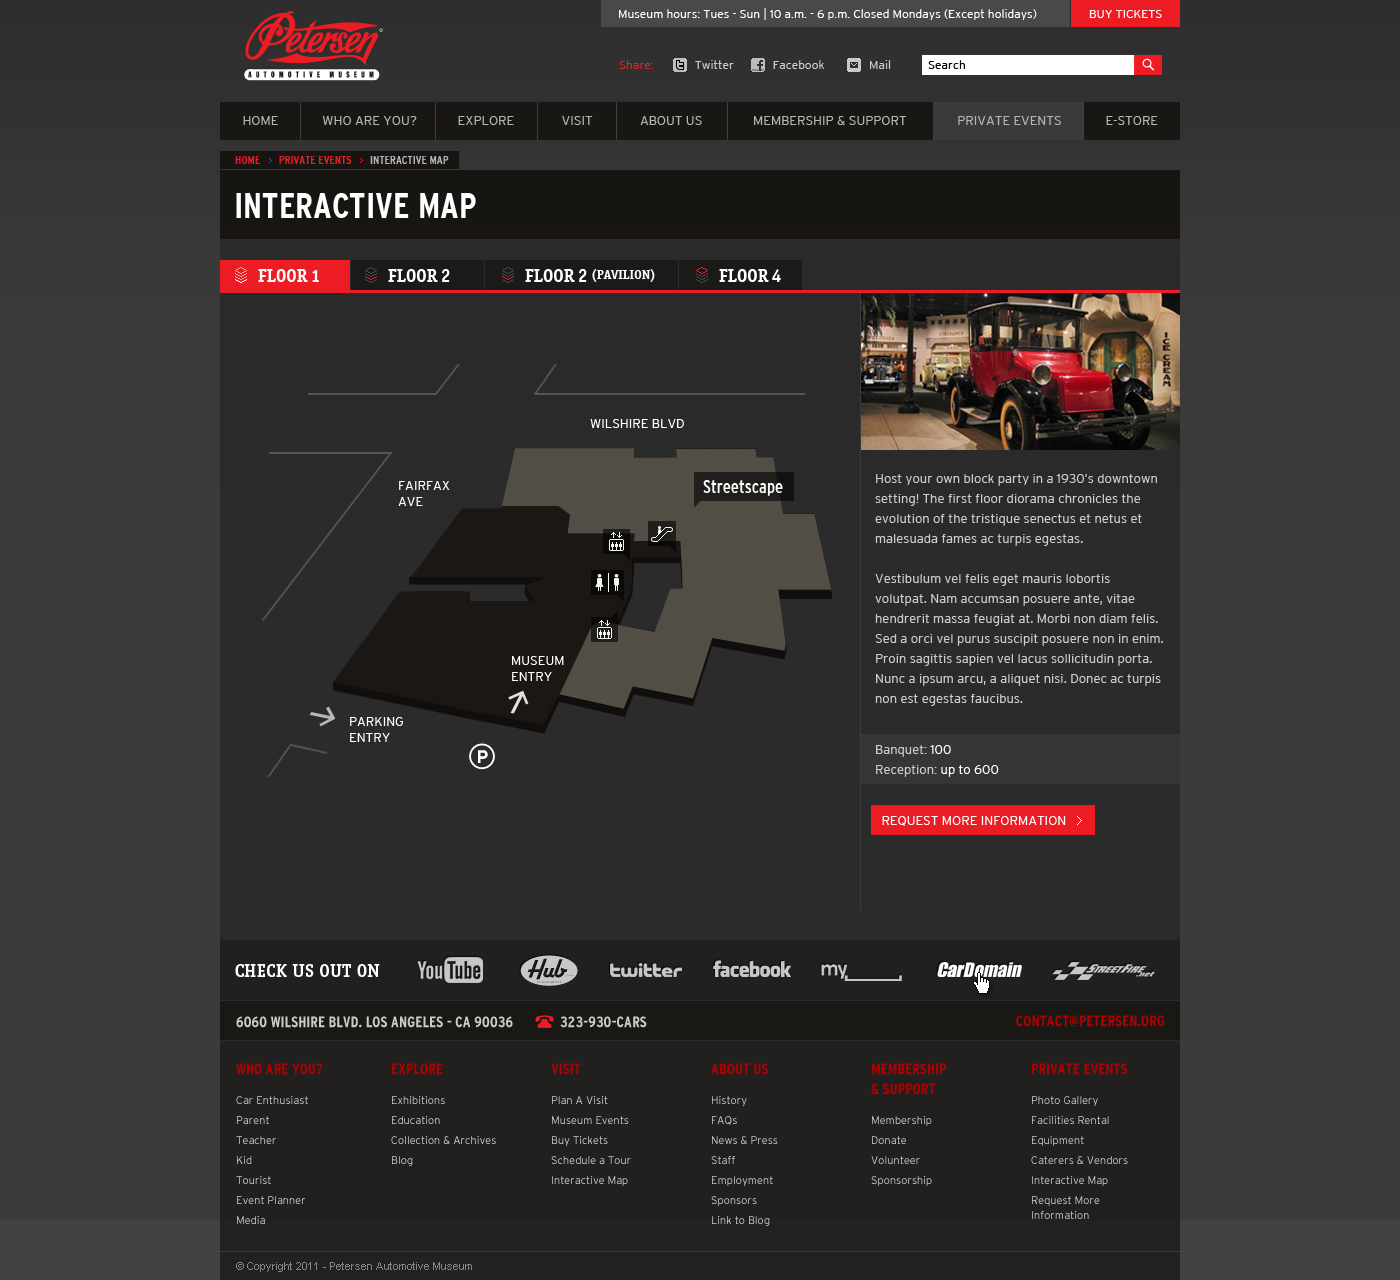 Museum hours: Tues - Sun | 10 a.m. - 6 p.m. Closed Mondays (Except holidays)
BUY TICKETS
Petersen
AUTOMOTIVE MUSEUM
Share:
Twitter
Facebook
Mail
Search
HOME
WHO ARE YOU?
EXPLORE
VISIT
ABOUT US
MEMBERSHIP & SUPPORT
PRIVATE EVENTS
E-STORE
HOME > PRIVATE EVENTS > INTERACTIVE MAP
INTERACTIVE MAP
FLOOR 1
FLOOR 2
FLOOR 2 (PAVILION)
FLOOR 4
WILSHIRE BLVD
FAIRFAX
AVE
Streetscape
MUSEUM
ENTRY
PARKING
ENTRY
P
ICE CREAM
Host your own block party in a 1930's downtown
setting! The first floor diorama chronicles the
evolution of the tristique senectus et netus et
malesuada fames ac turpis egestas.
Vestibulum vel felis eget mauris lobortis
volutpat. Nam accumsan posuere ante, vitae
hendrerit massa feugiat at. Morbi non diam felis.
Sed a orci vel purus suscipit posuere non in enim.
Proin sagittis sapien vel lacus sollicitudin porta.
Nunc a ipsum arcu, a aliquet nisi. Donec ac turpis
non est egestas faucibus.
Banquet: 100
Reception: up to 600
REQUEST MORE INFORMATION >
CHECK US OUT ON
YouTube
Hub
twitter
facebook
my
CarDomain
STREETFIRE.net
6060 WILSHIRE BLVD. LOS ANGELES - CA 90036
323-930-CARS
CONTACT@PETERSEN.ORG
WHO ARE YOU?
Car Enthusiast
Parent
Teacher
Kid
Tourist
Event Planner
Media
EXPLORE
Exhibitions
Education
Collection & Archives
Blog
VISIT
Plan A Visit
Museum Events
Buy Tickets
Schedule a Tour
Interactive Map
ABOUT US
History
FAQs
News & Press
Staff
Employment
Sponsors
Link to Blog
MEMBERSHIP
& SUPPORT
Membership
Donate
Volunteer
Sponsorship
PRIVATE EVENTS
Photo Gallery
Facilities Rental
Equipment
Caterers & Vendors
Interactive Map
Request More
Information
© Copyright 2011 - Petersen Automotive Museum